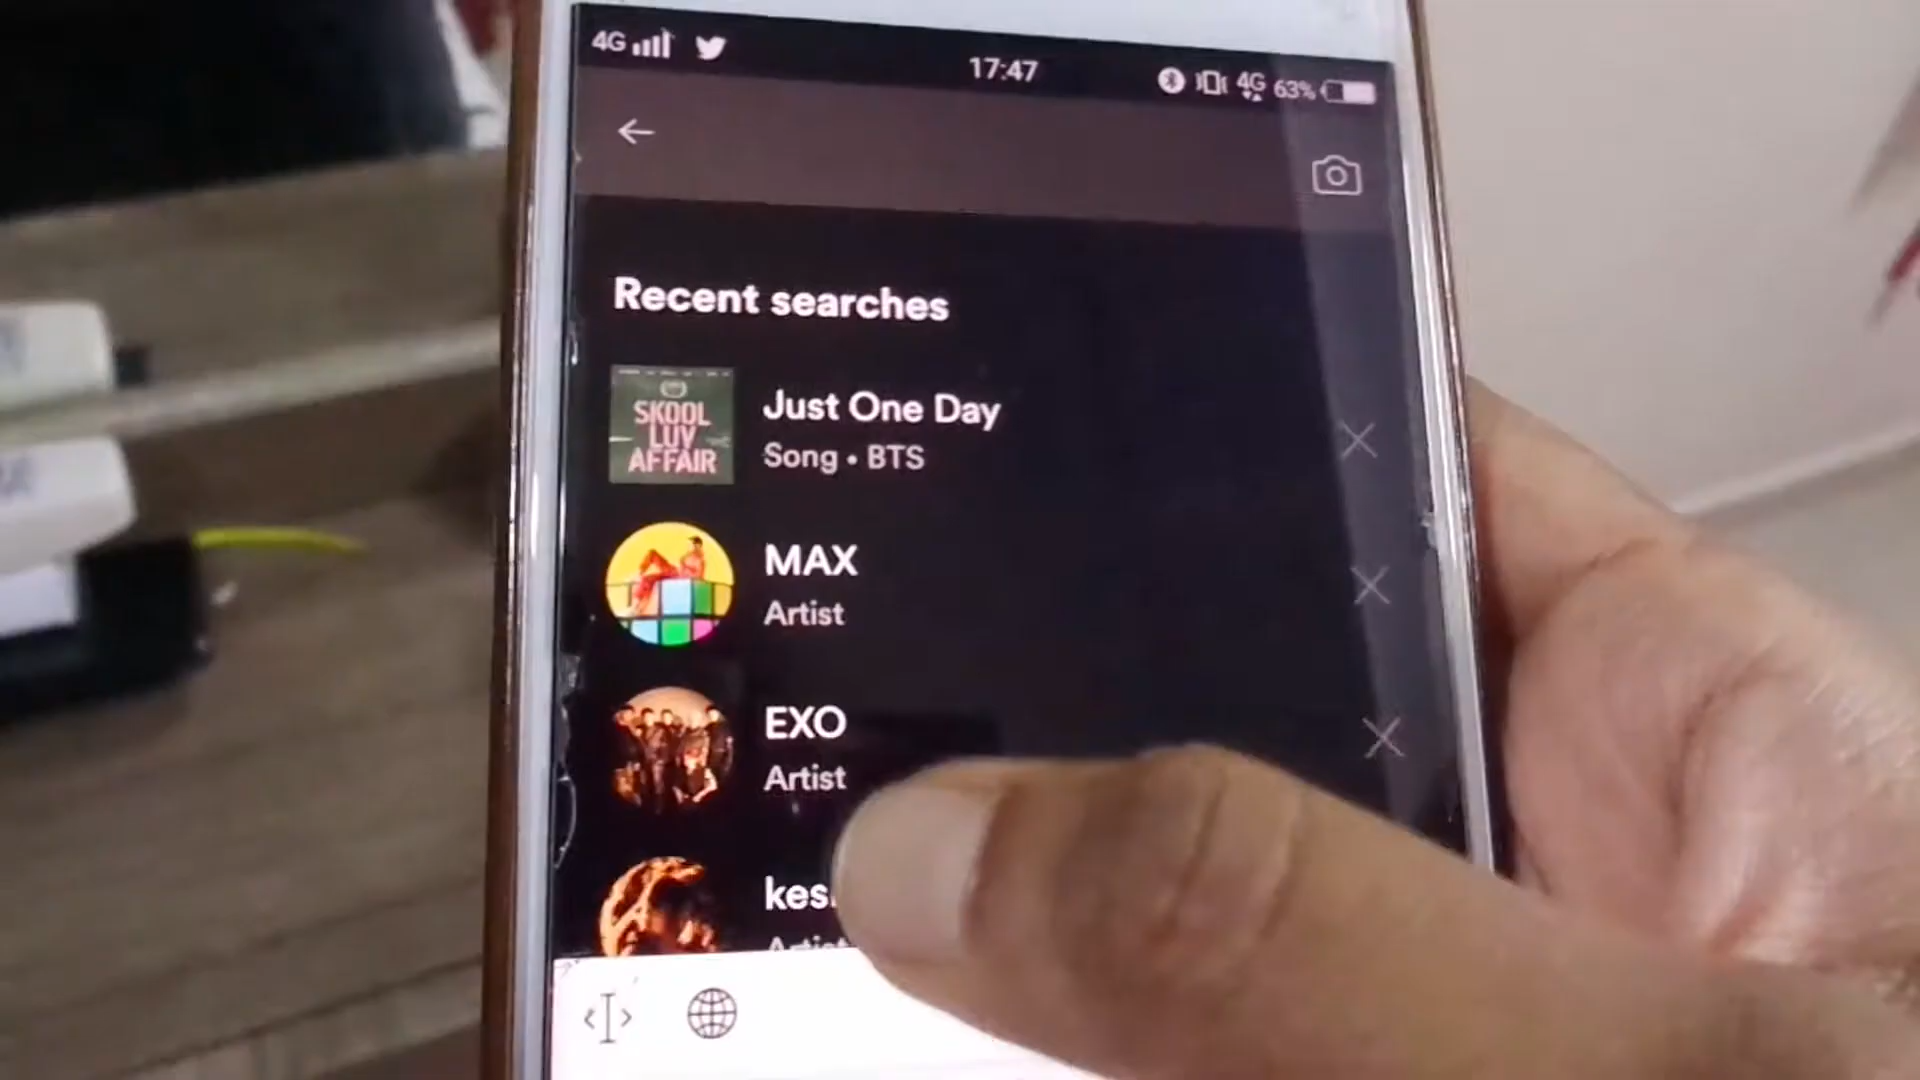 4G
17:47
4G 63%
Recent searches
SKOOL
LUV
AFFAIR
Just One Day
Song • BTS
MAX
Artist
EXO
Artist
Artist